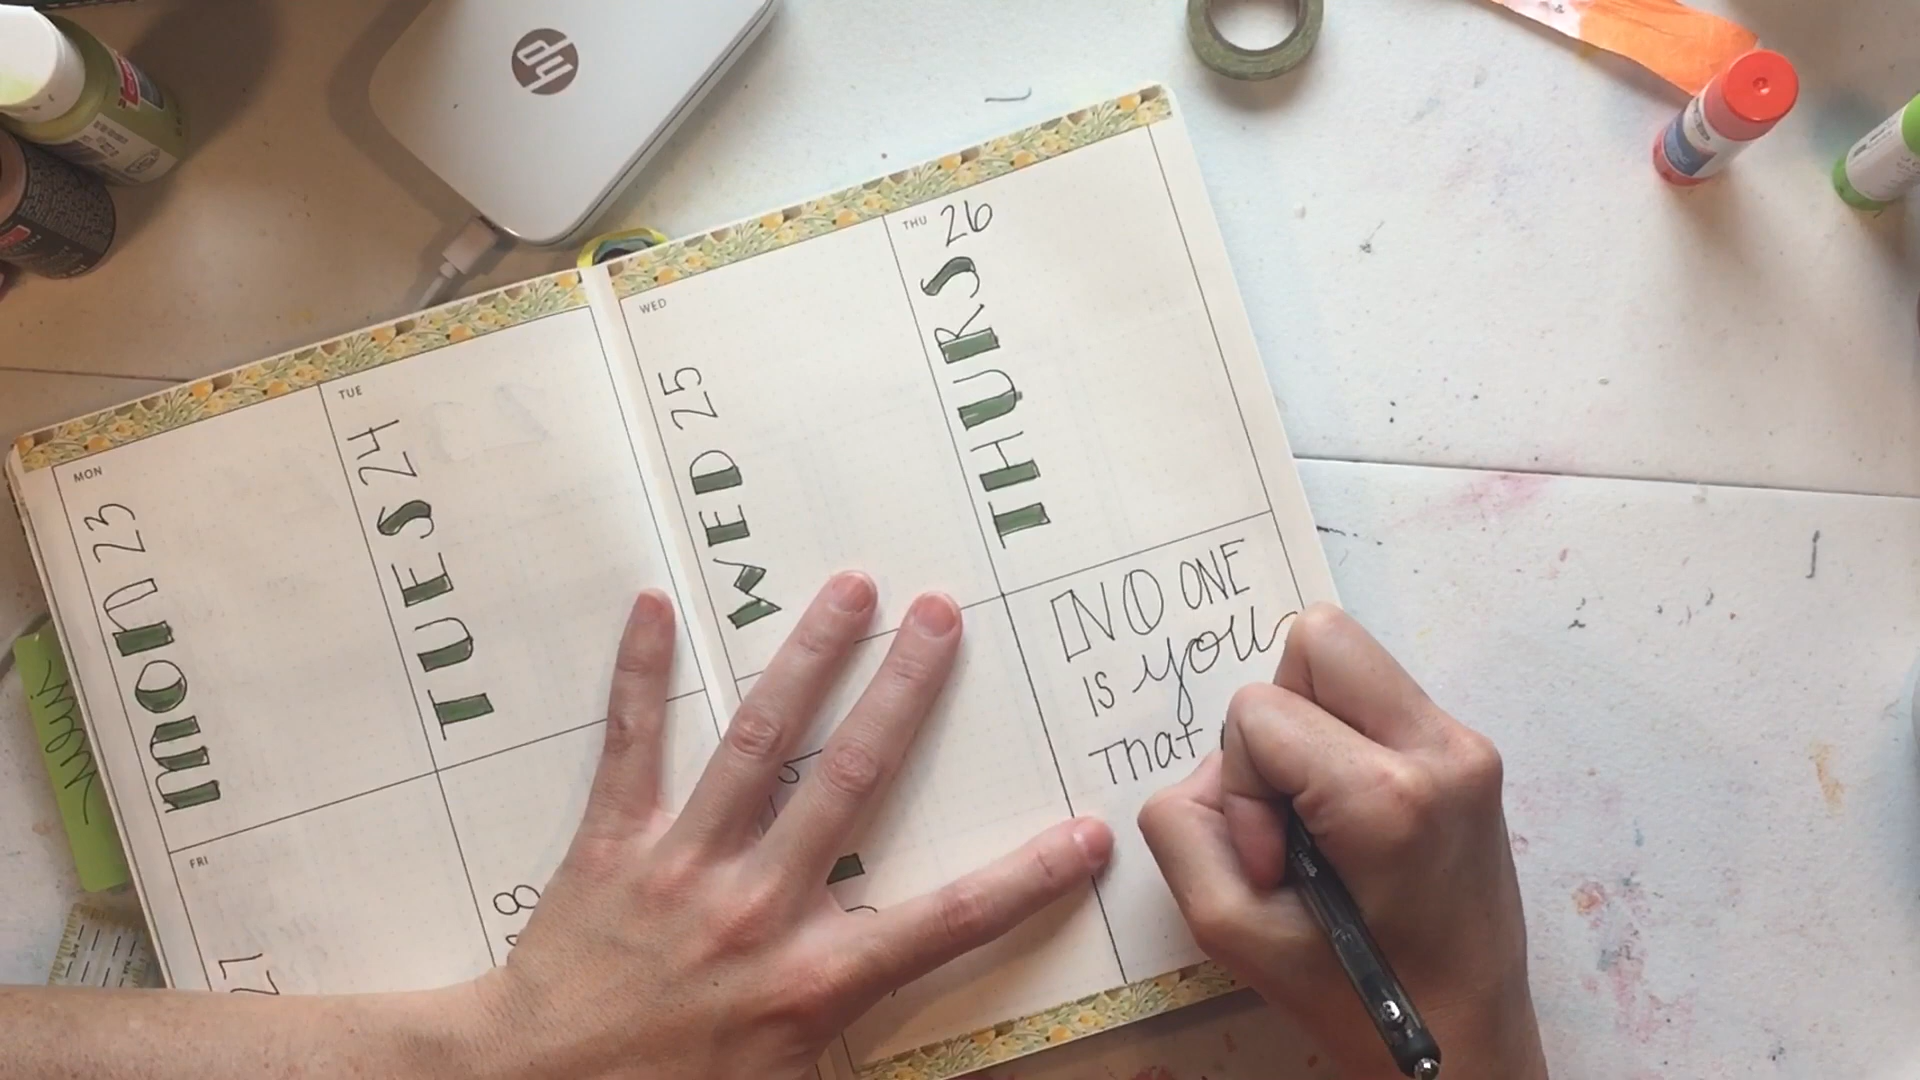 hp
THU
26
THURS
WED
25
WED
TUE
24
TUES
MON
23
MON
NO ONE
IS you
That
FRI
27